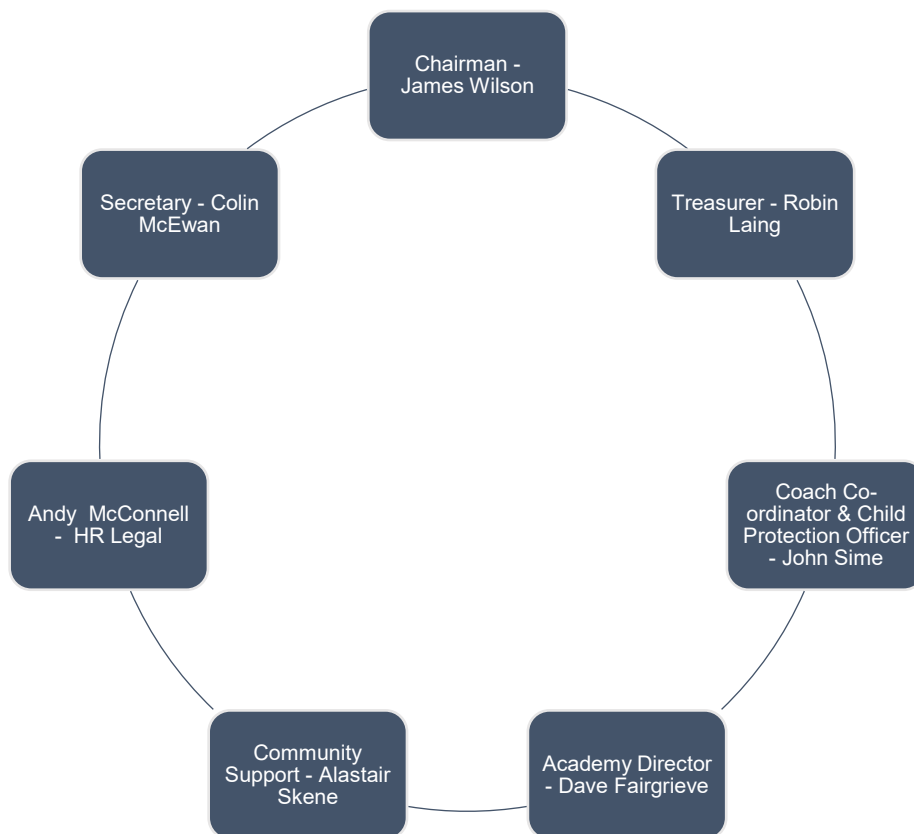 Chairman -
James Wilson
Treasurer - Robin
Laing
Coach Co-
ordinator & Child
Protection Officer
- John Sime
Academy Director
- Dave Fairgrieve
Community
Support - Alastair
Skene
Andy  McConnell
-  HR Legal
Secretary - Colin
McEwan